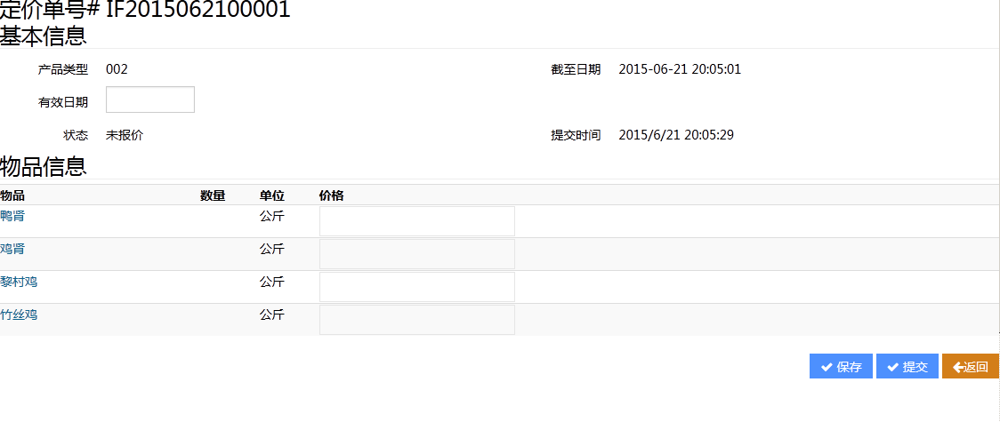 定价单号# IF2015062100001
基本信息
产品类型 002 截至日期 2015-06-21 20:05:01
有效日期
状态 未报价 提交时间 2015/6/21 20:05:29
物品信息
物品 数量 单位 价格
鸭肾 公斤
鸡肾 公斤
黎村鸡 公斤
竹丝鸡 公斤
保存 提交 返回